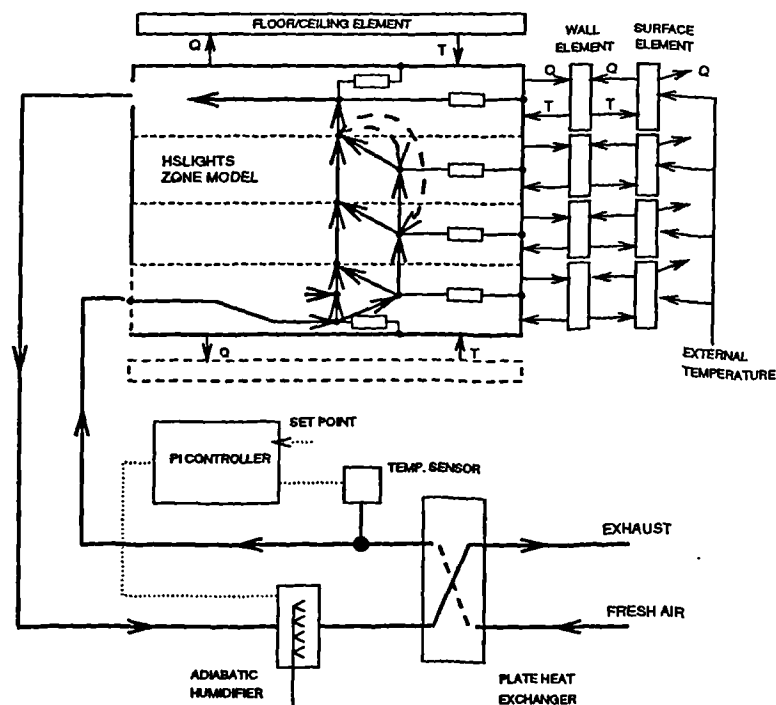 FLOOR/CEILING ELEMENT
Q
T
WALL
ELEMENT
SURFACE
ELEMENT
Q
Q
Q
T
T
HSLIGHTS
ZONE MODEL
Q
T
EXTERNAL
TEMPERATURE
SET POINT
PI CONTROLLER
TEMP. SENSOR
EXHAUST
FRESH AIR
ADIABATIC
HUMIDIFIER
PLATE HEAT
EXCHANGER